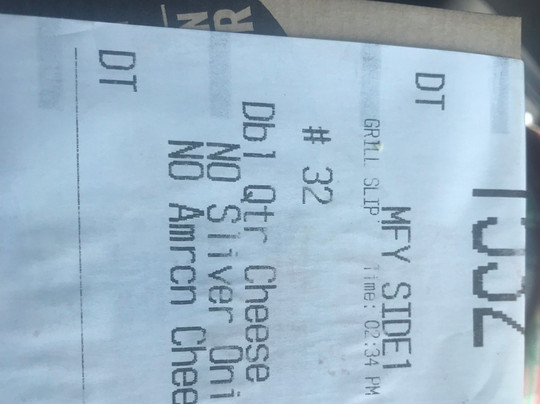 DT
MFY SIDE1
GRILL SLIP
Time: 02:34 PM
# 32
Dbl Qtr Cheese
NO Sliver Oni
NO Amrcn Chee
DT